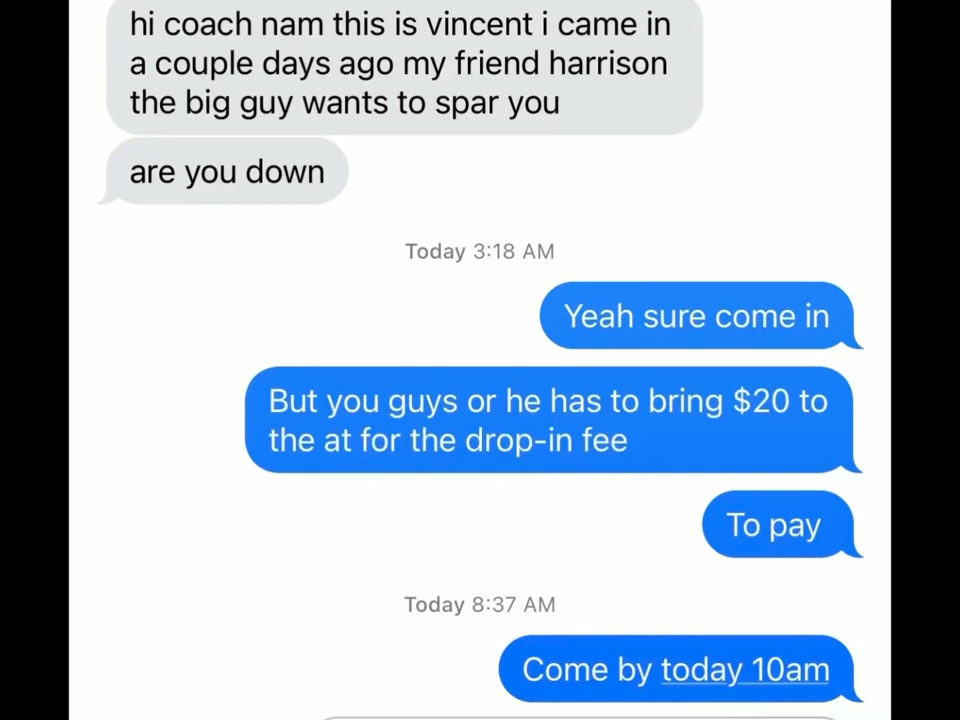 hi coach nam this is vincent i came in
a couple days ago my friend harrison
the big guy wants to spar you
are you down
Today 3:18 AM
Yeah sure come in
But you guys or he has to bring $20 to
the at for the drop-in fee
To pay
Today 8:37 AM
Come by today 10am